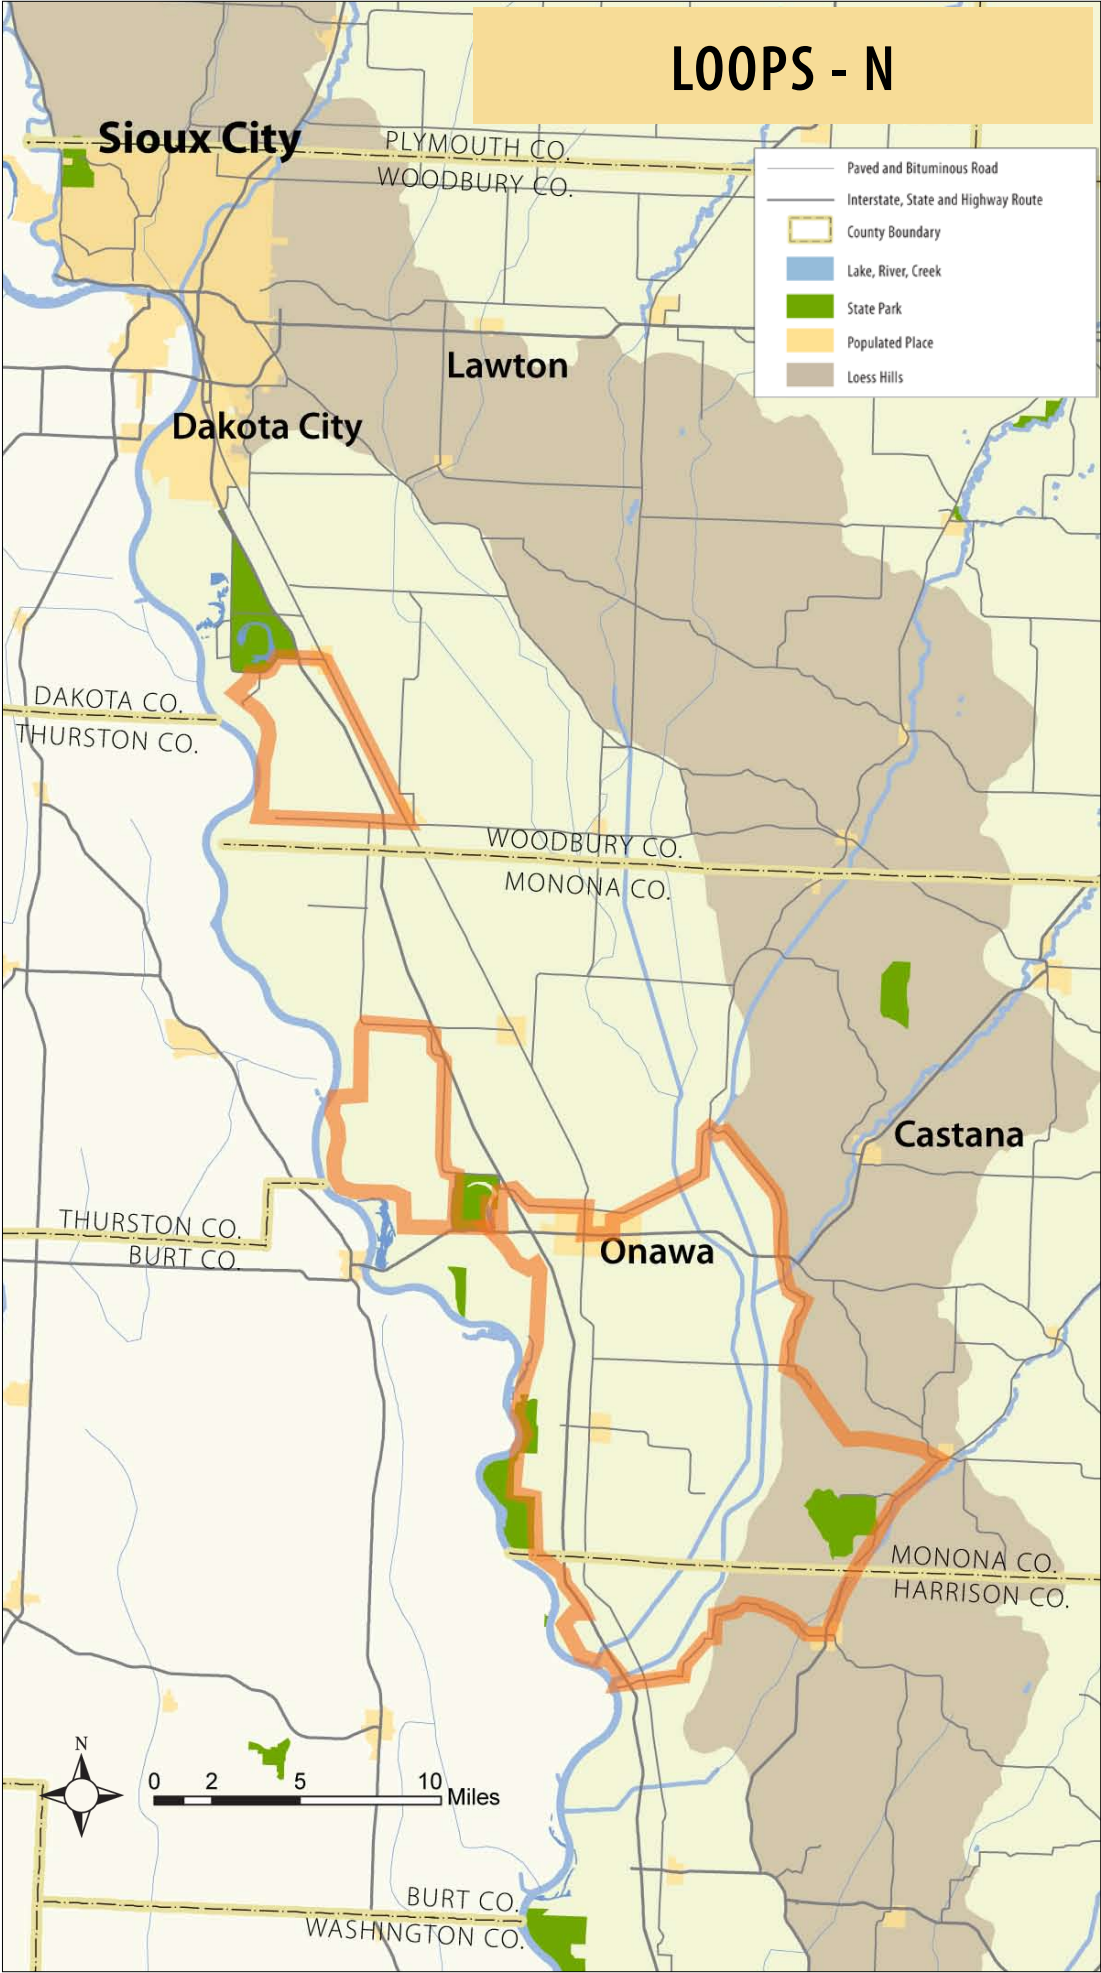 LOOPS - N
Sioux City
PLYMOUTH CO.
WOODBURY CO.
Paved and Bituminous Road
Interstate, State and Highway Route
County Boundary
Lake, River, Creek
State Park
Populated Place
Loess Hills
Lawton
Dakota City
DAKOTA CO.
THURSTON CO.
WOODBURY CO.
MONONA CO.
Castana
THURSTON CO.
BURT CO.
Onawa
MONONA CO.
HARRISON CO.
N
0 2 5 10
Miles
BURT CO.
WASHINGTON CO.